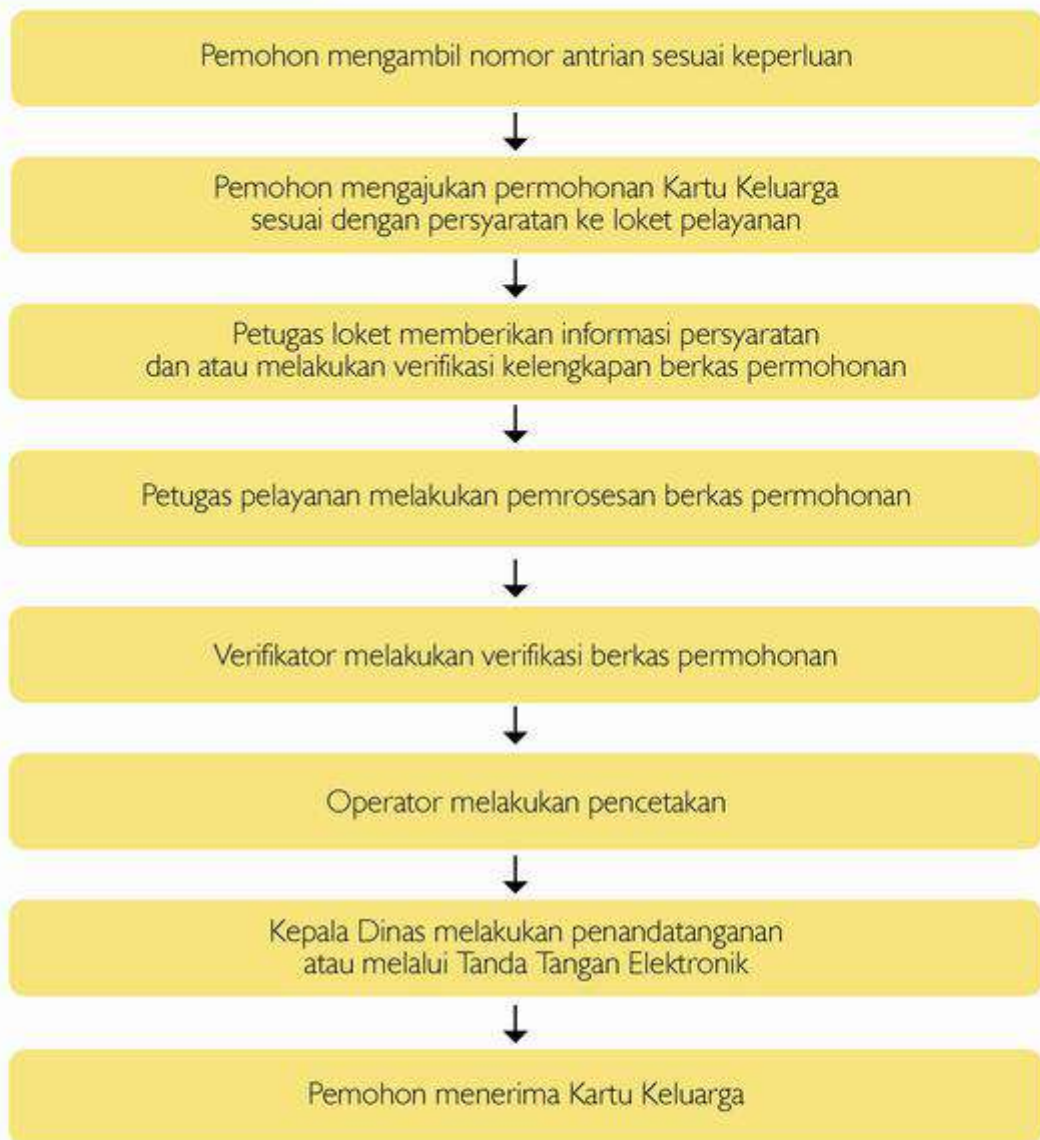 Pemohon mengambil nomor antrian sesuai keperluan
Pemohon mengajukan permohonan Kartu Keluarga
sesuai dengan persyaratan ke loket pelayanan
Petugas loket memberikan informasi persyaratan
dan atau melakukan verifikasi kelengkapan berkas permohonan
Petugas pelayanan melakukan pemrosesan berkas permohonan
Verifikator melakukan verifikasi berkas permohonan
Operator melakukan pencetakan
Kepala Dinas melakukan penandatanganan
atau melalui Tanda Tangan Elektronik
Pemohon menerima Kartu Keluarga